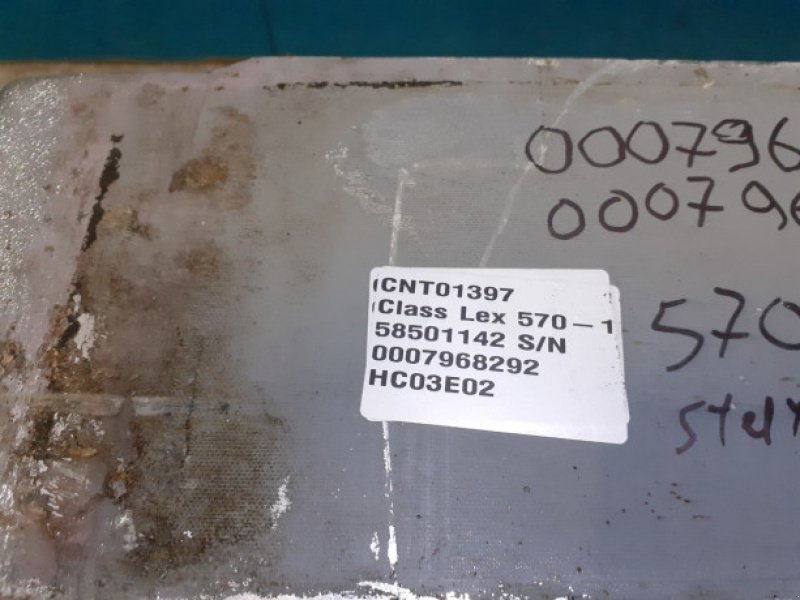 000796
000796
CNT01397
Class Lex 570-1
58501142 S/N
0007968292
HC03E02
570